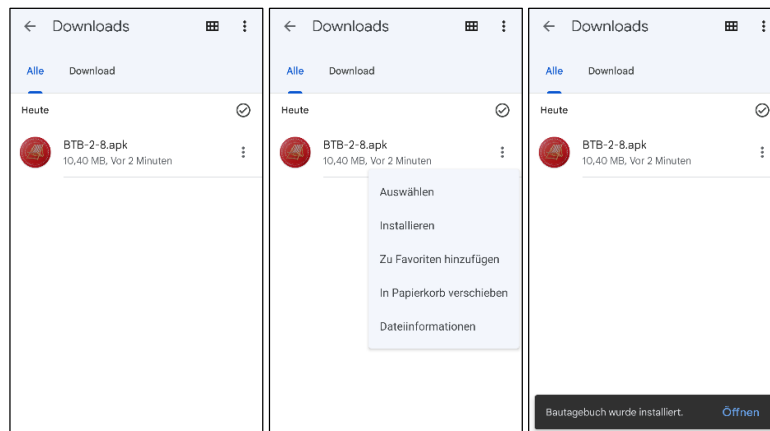 Downloads
Alle Download
Heute
BTB-2-8.apk
10,40 MB, Vor 2 Minuten
Downloads
Alle Download
Heute
BTB-2-8.apk
10,40 MB, Vor 2 Minuten
Auswählen
Installieren
Zu Favoriten hinzufügen
In Papierkorb verschieben
Dateiinformationen
Downloads
Alle Download
Heute
BTB-2-8.apk
10,40 MB, Vor 2 Minuten
Bautagebuch wurde installiert. Öffnen